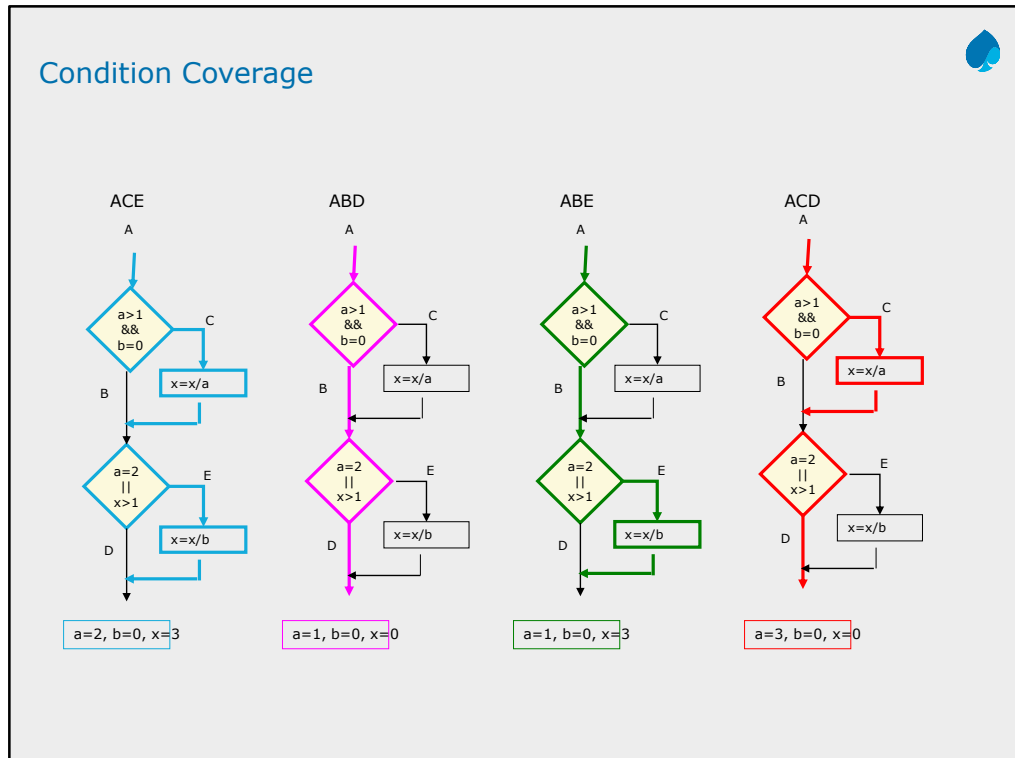 Condition Coverage
ACE
A
a>1
&&
b=0
C
x=x/a
B
a=2
||
x>1
E
x=x/b
D
a=2, b=0, x=3
ABD
A
a>1
&&
b=0
C
x=x/a
B
a=2
||
x>1
E
x=x/b
D
a=1, b=0, x=0
ABE
A
a>1
&&
b=0
C
x=x/a
B
a=2
||
x>1
E
x=x/b
D
a=1, b=0, x=3
ACD
A
a>1
&&
b=0
C
x=x/a
B
a=2
||
x>1
E
x=x/b
D
a=3, b=0, x=0